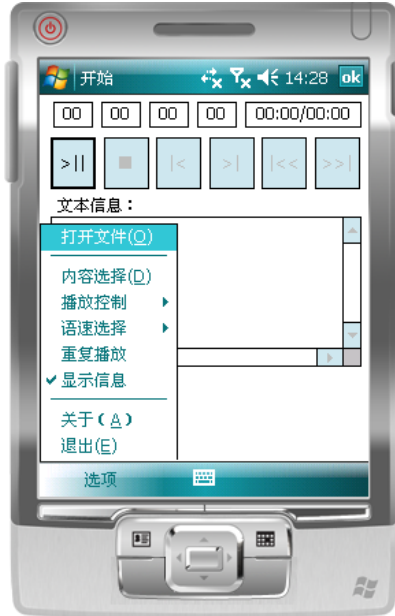 开始 14:28 ok
00 00 00 00 00:00/00:00
>|| ■ |< >| |<< >>|
文本信息：
打开文件(O)
内容选择(D)
播放控制
语速选择
重复播放
显示信息
关于(A)
退出(E)
选项